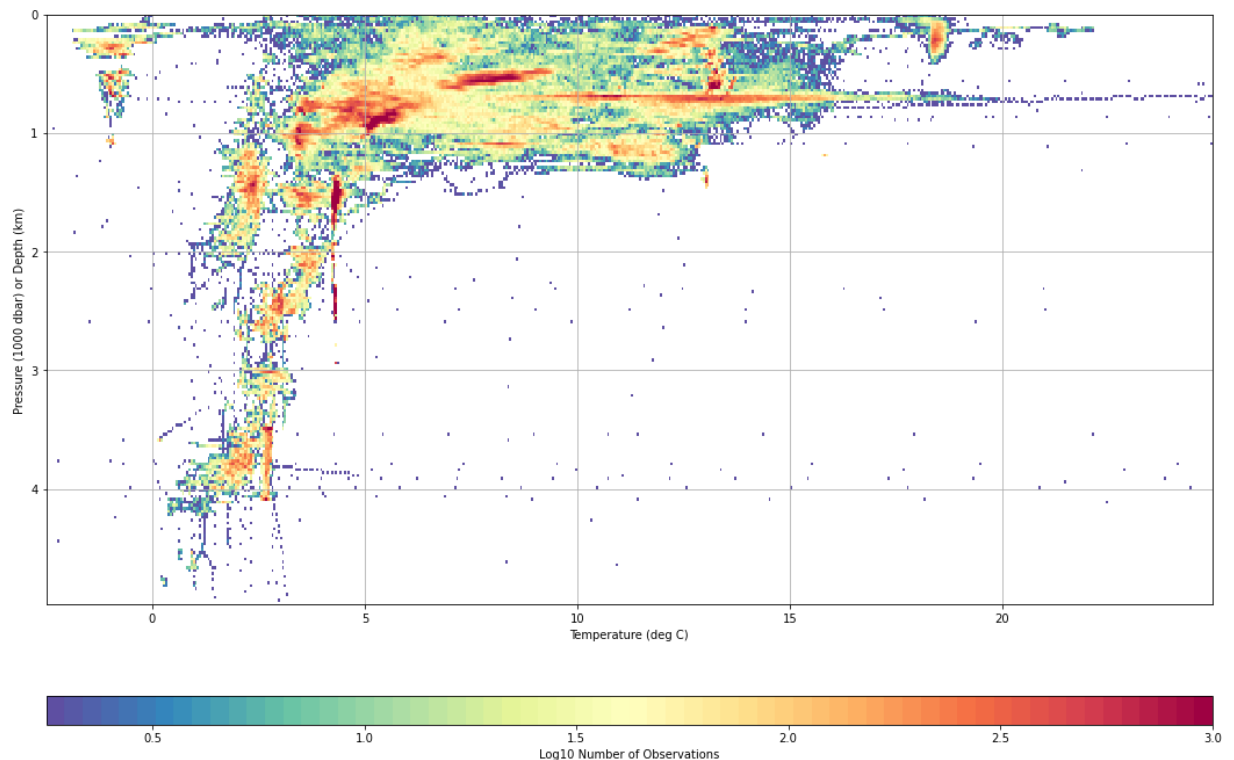 0
1
2
3
4
Pressure (1000 dbar) or Depth (km)
0 5 10 15 20
Temperature (deg C)
0.5 1.0 1.5 2.0 2.5 3.0
Log10 Number of Observations